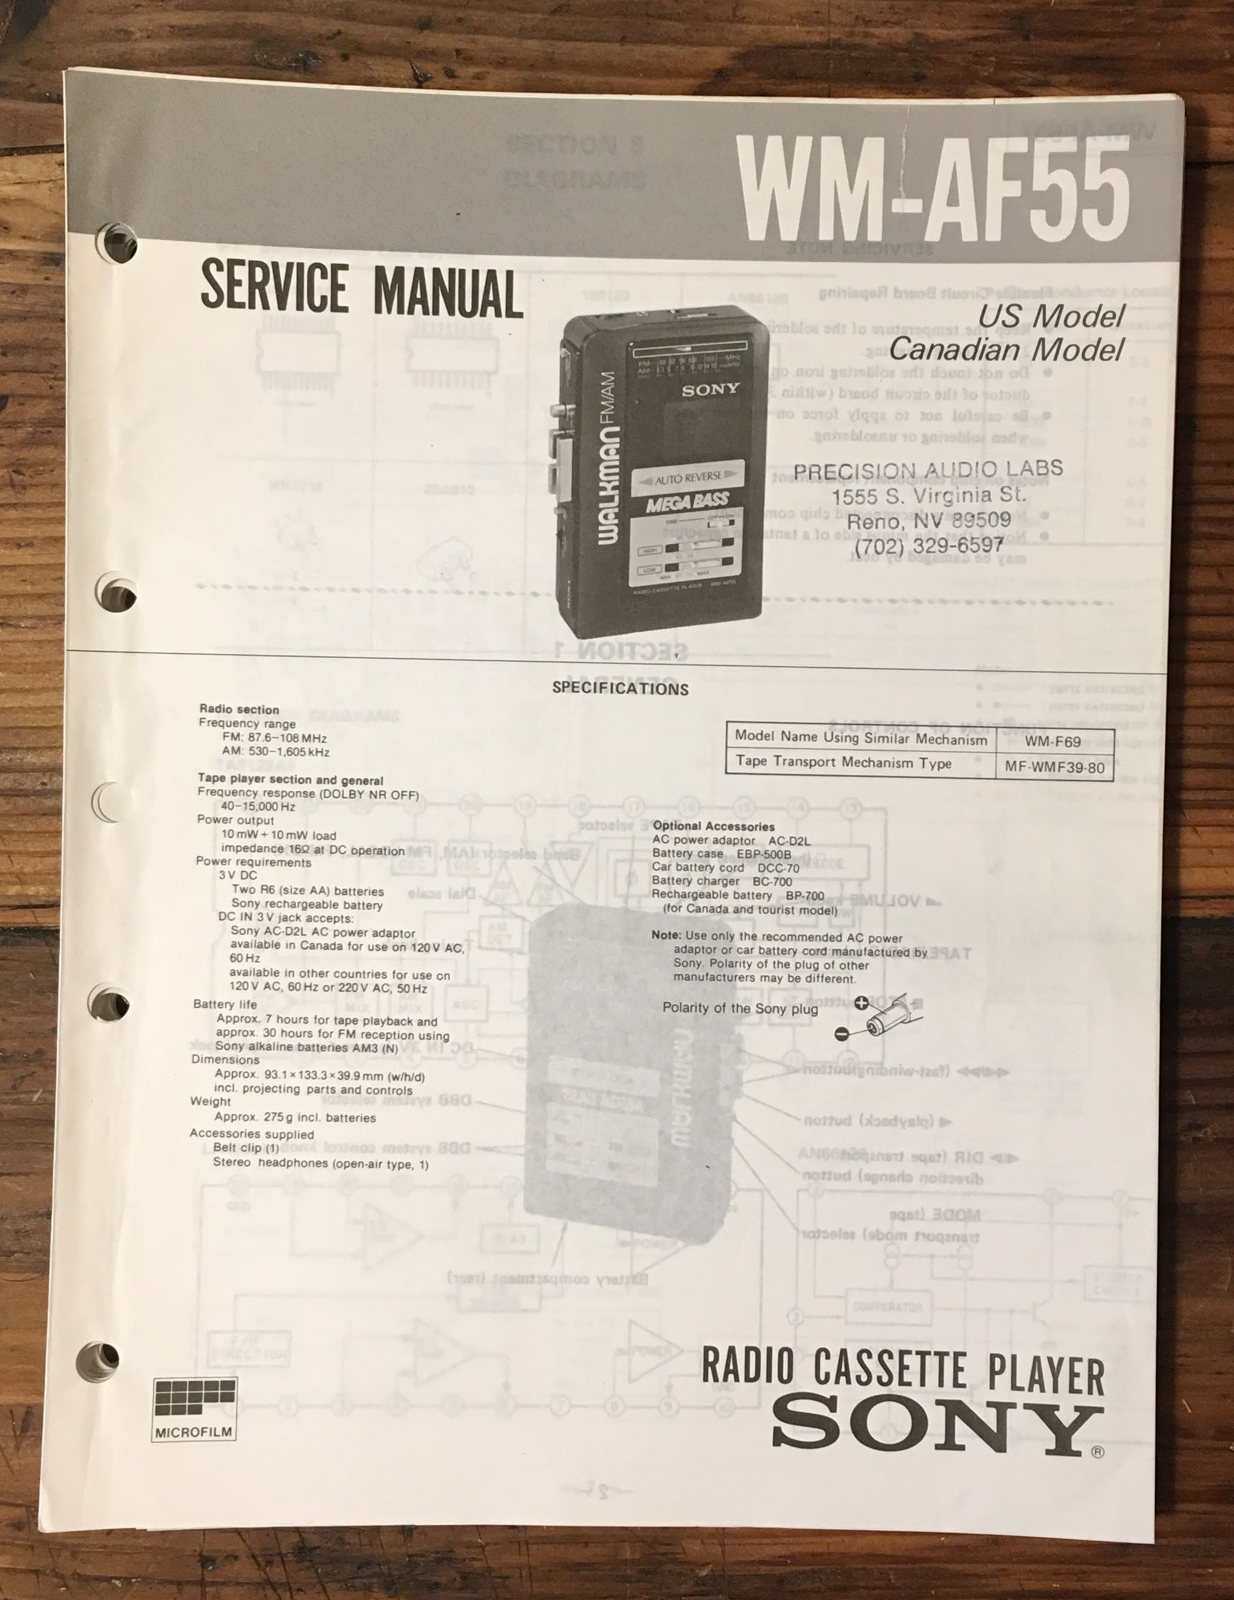 WM-AF55
SERVICE MANUAL
US Model
Canadian Model
WALKMAN FM/AM
FM
AM
MHz
SONY
AUTO REVERSE
MEGA BASS
RADIO CASSETTE PLAYER WM-AF55
PRECISION AUDIO LABS
1555 S. Virginia St.
Reno, NV 89509
(702) 329-6597
SPECIFICATIONS
Radio section
Frequency range
FM: 87.6–108 MHz
AM: 530–1,605 kHz
Tape player section and general
Frequency response (DOLBY NR OFF)
40–15,000 Hz
Power output
10 mW + 10 mW load
impedance 16Ω at DC operation
Power requirements
3 V DC
Two R6 (size AA) batteries
Sony rechargeable battery
DC IN 3 V jack accepts:
Sony AC-D2L AC power adaptor
available in Canada for use on 120 V AC,
60 Hz
available in other countries for use on
120 V AC, 60 Hz or 220 V AC, 50 Hz
Battery life
Approx. 7 hours for tape playback and
approx. 30 hours for FM reception using
Sony alkaline batteries AM3 (N)
Dimensions
Approx. 93.1 × 133.3 × 39.9 mm (w/h/d)
incl. projecting parts and controls
Weight
Approx. 275 g incl. batteries
Accessories supplied
Belt clip (1)
Stereo headphones (open-air type, 1)
Model Name Using Similar Mechanism WM-F69
Tape Transport Mechanism Type MF-WMF39-80
Optional Accessories
AC power adaptor AC-D2L
Battery case EBP-500B
Car battery cord DCC-70
Battery charger BC-700
Rechargeable battery BP-700
(for Canada and tourist model)
Note: Use only the recommended AC power
adaptor or car battery cord manufactured by
Sony. Polarity of the plug of other
manufacturers may be different.
Polarity of the Sony plug
MICROFILM
RADIO CASSETTE PLAYER
SONY®